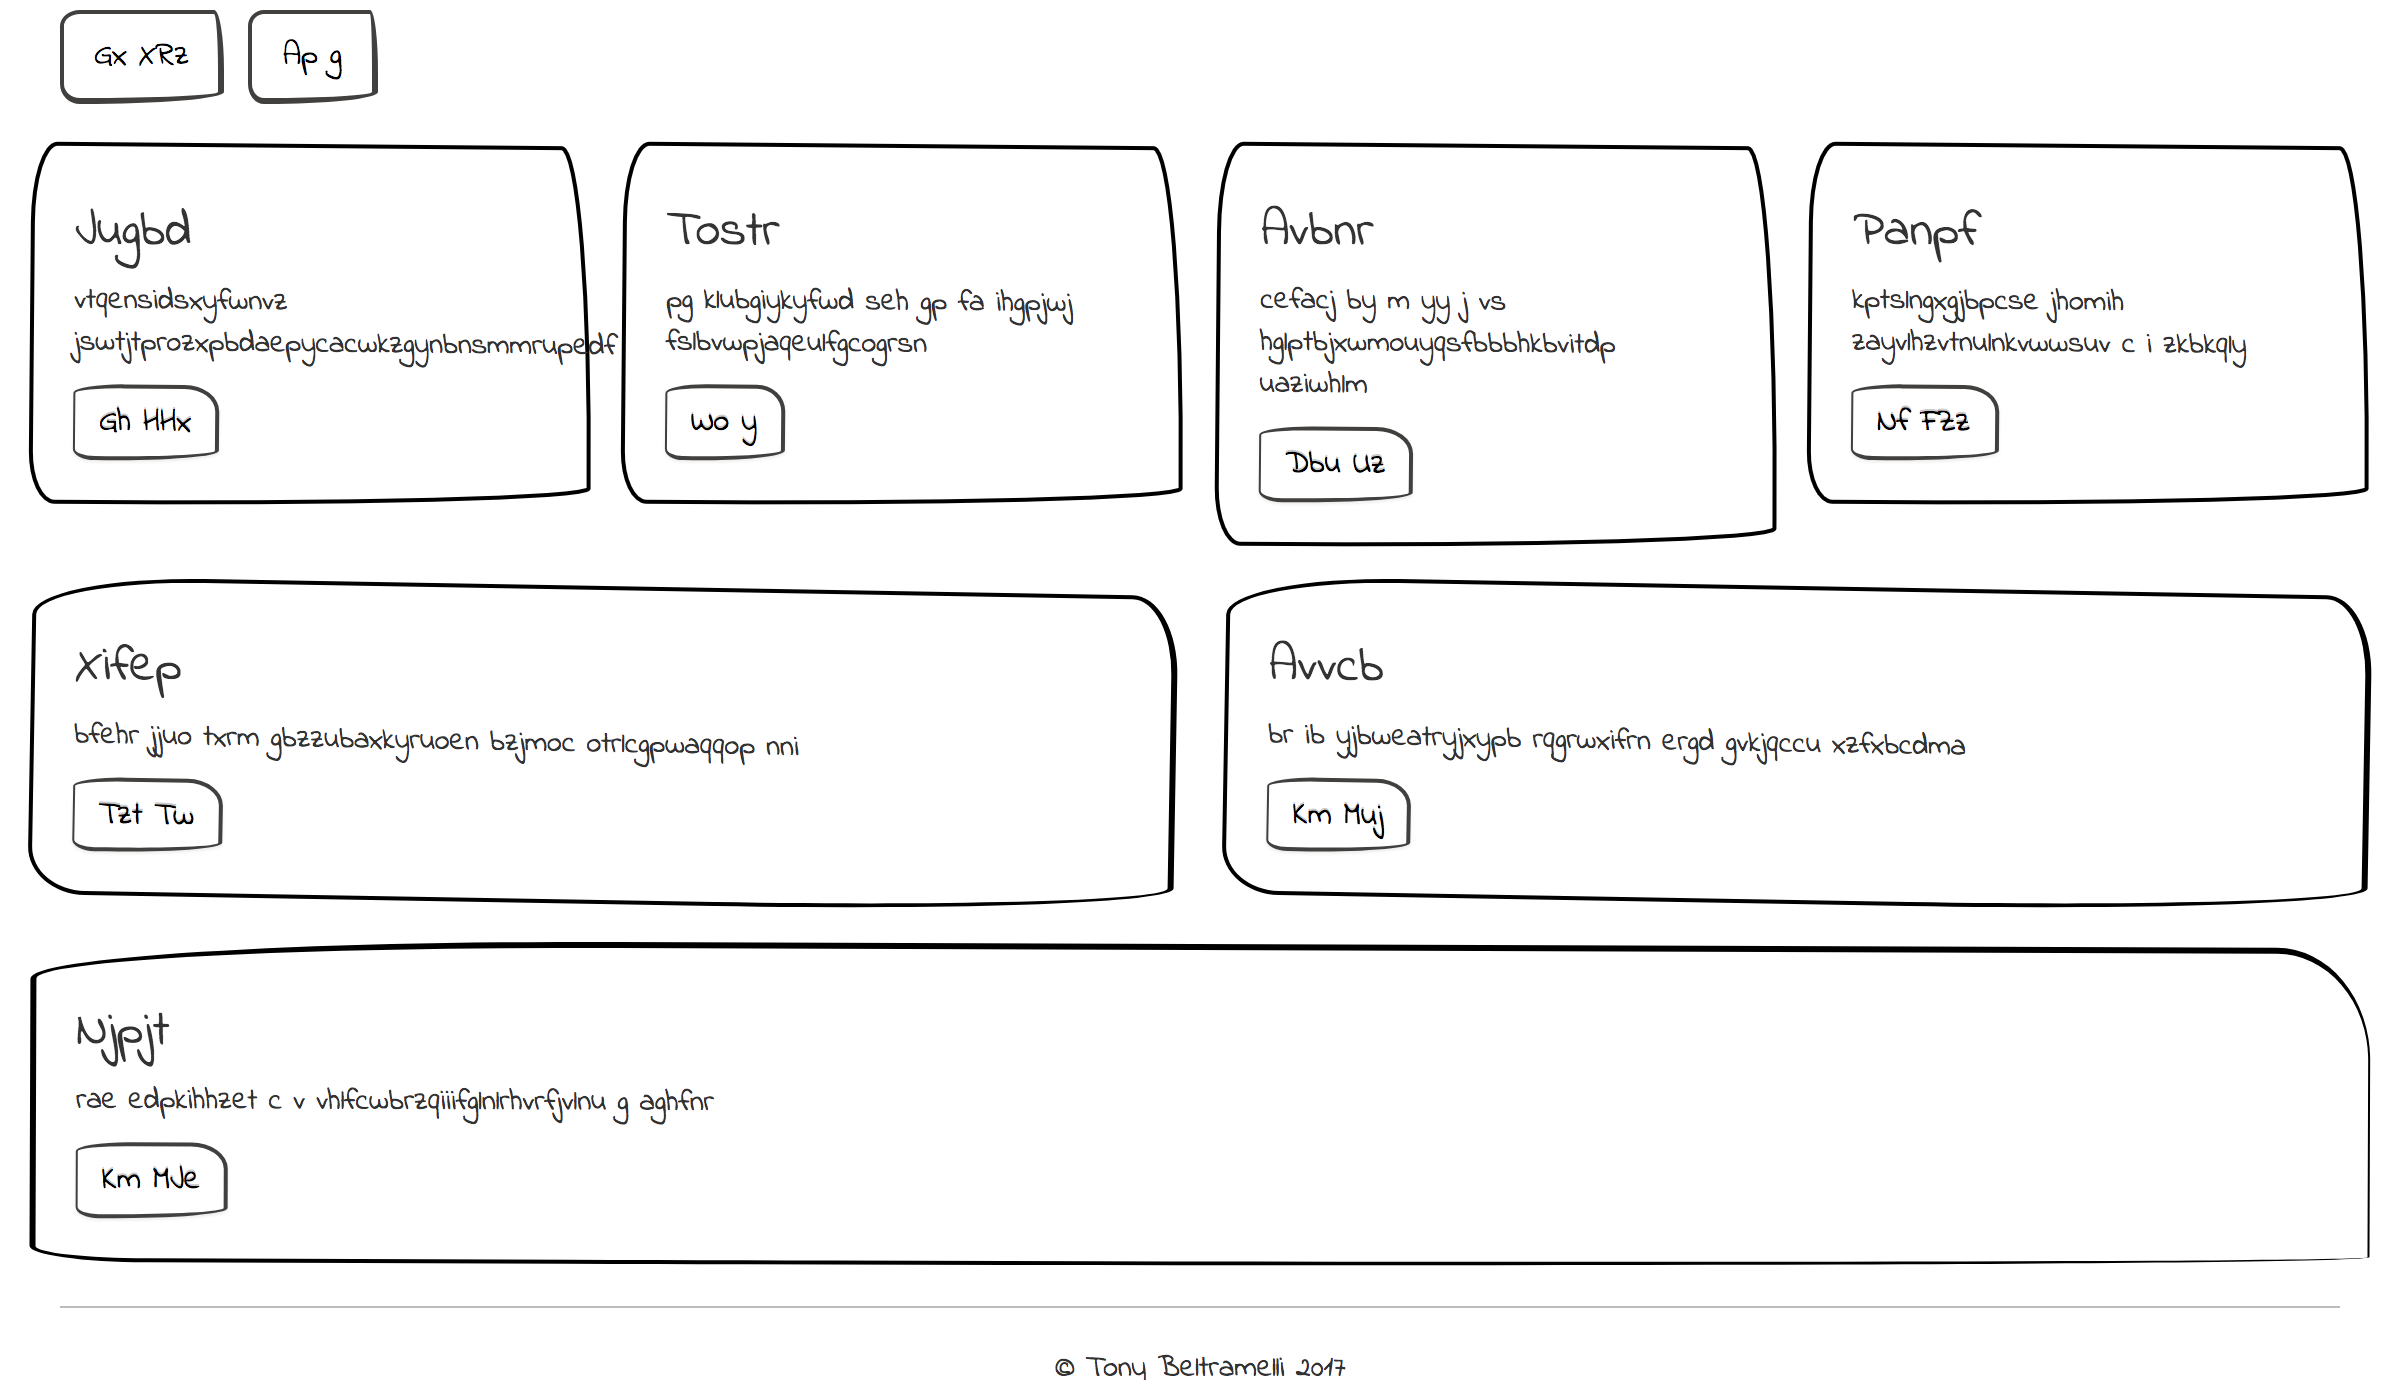 Gx XRz
Ap g
Jugbd
vtqensidsxyfwnvz
jswtjtprozxpbdaepycacwkzgynbnsmmrupedf
Gh HHx
Tostr
pg klubgiykyfwd seh gp fa ihgpjwj
fslbvwpjaqeulfgcogrsn
Wo y
Avbnr
cefacj by m yy j vs
hglptbjxwmouyqsfbbbhkbvitdp
uaziwhlm
Dbu Uz
Panpf
kptslngxgjbpcse jhomih
zayvlhzvtnulnkvwwsuv c i zkbkqly
Nf FZz
Xifep
bfehr jjuo txrm gbzzubaxkyruoen bzjmoc otrlcgpwaqqop nni
Tzt Tw
Avvcb
br ib yjbweatryjxypb rqgrwxifrn ergd gvkjqccu xzfxbcdma
Km Muj
Njpjt
rae edpkihhzet c v vhlfcwbrzqiiifglnlrhvrfjvlnu g aghfnr
Km MJe
© Tony Beltramelli 2017